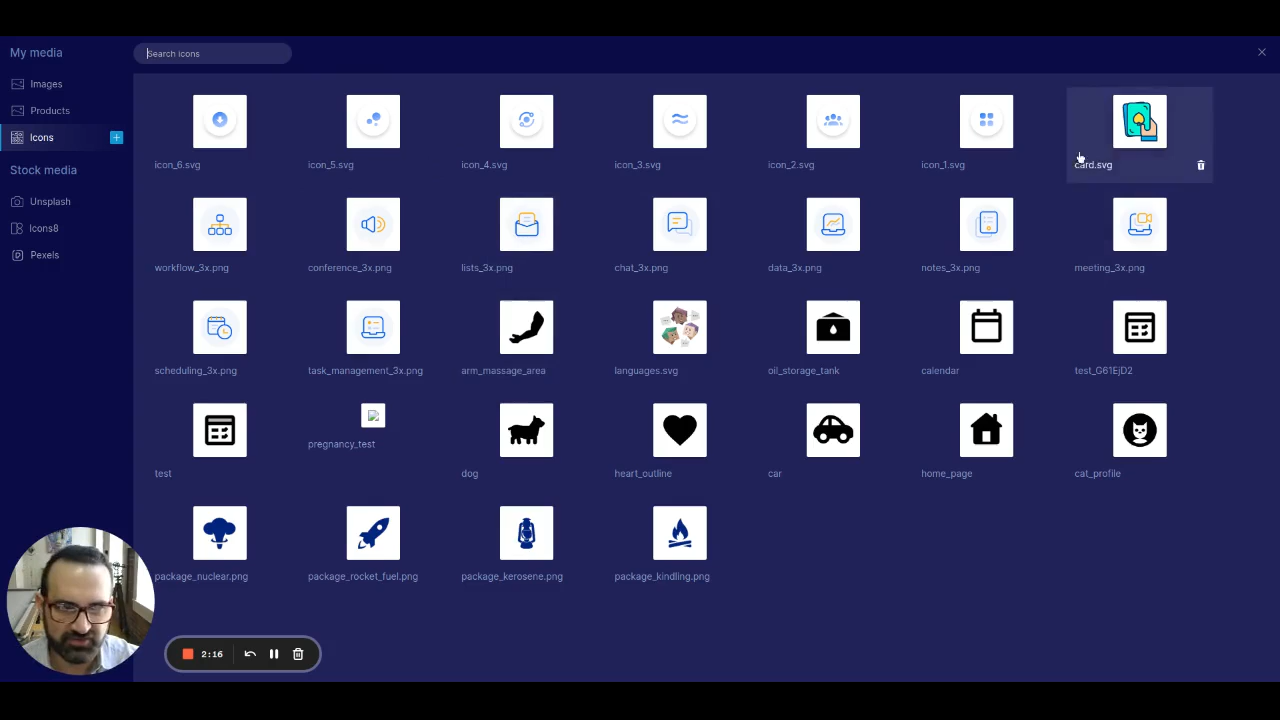 My media
Search icons
Images
Products
Icons
Stock media
Unsplash
Icons8
Pexels
icon_6.svg
icon_5.svg
icon_4.svg
icon_3.svg
icon_2.svg
icon_1.svg
card.svg
workflow_3x.png
conference_3x.png
lists_3x.png
chat_3x.png
data_3x.png
notes_3x.png
meeting_3x.png
scheduling_3x.png
task_management_3x.png
arm_massage_area
languages.svg
oil_storage_tank
calendar
test_G61EjD2
test
pregnancy_test
dog
heart_outline
car
home_page
cat_profile
package_nuclear.png
package_rocket_fuel.png
package_kerosene.png
package_kindling.png
2:16